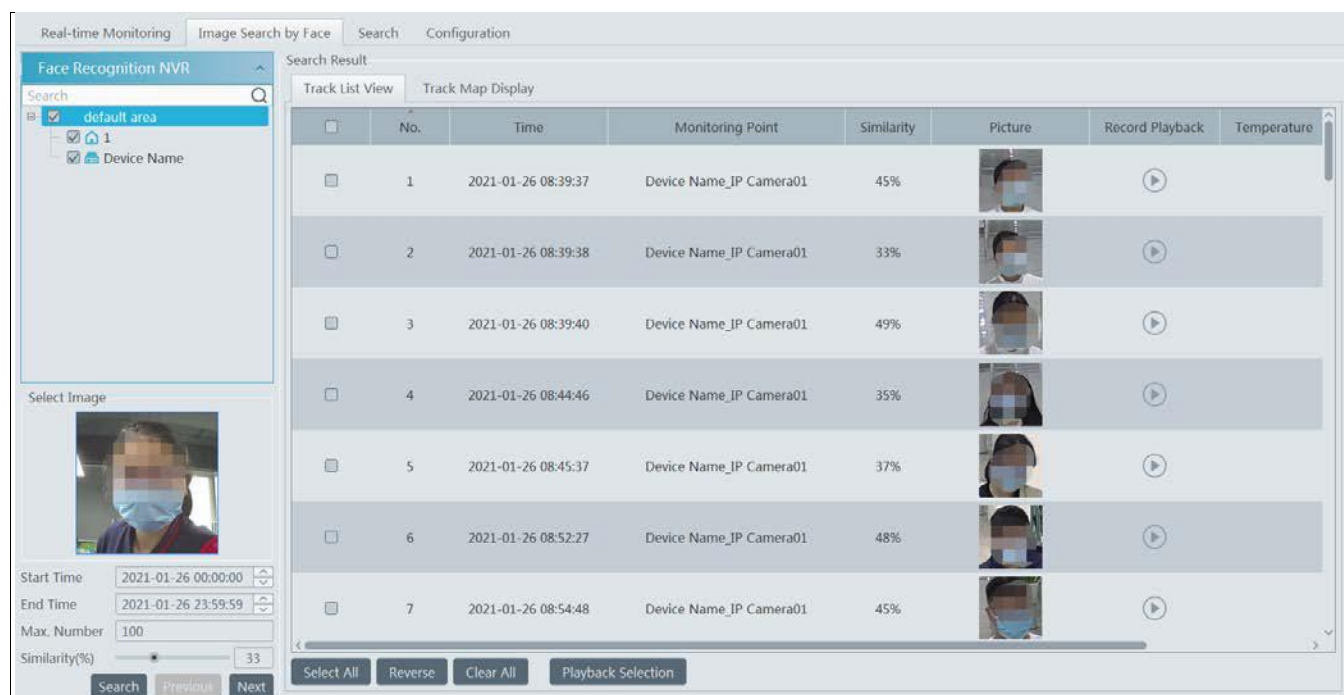 Real-time Monitoring Image Search by Face Search Configuration
Face Recognition NVR
Search
default area
1
Device Name
Select Image
Start Time 2021-01-26 00:00:00
End Time 2021-01-26 23:59:59
Max. Number 100
Similarity(%) 33
Search Previous Next
Search Result
Track List View Track Map Display
No. Time Monitoring Point Similarity Picture Record Playback Temperature
1 2021-01-26 08:39:37 Device Name_IP Camera01 45%
2 2021-01-26 08:39:38 Device Name_IP Camera01 33%
3 2021-01-26 08:39:40 Device Name_IP Camera01 49%
4 2021-01-26 08:44:46 Device Name_IP Camera01 35%
5 2021-01-26 08:45:37 Device Name_IP Camera01 37%
6 2021-01-26 08:52:27 Device Name_IP Camera01 48%
7 2021-01-26 08:54:48 Device Name_IP Camera01 45%
Select All Reverse Clear All Playback Selection